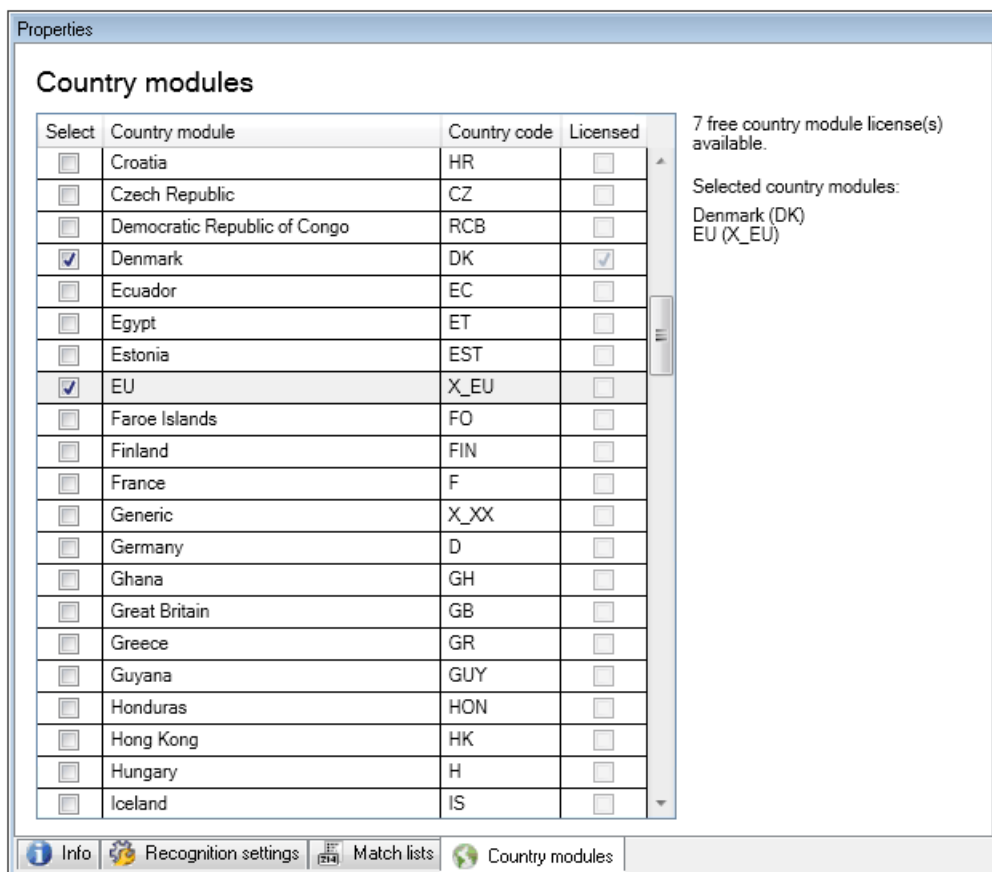 Properties
Country modules
Select Country module Country code Licensed
Croatia HR
Czech Republic CZ
Democratic Republic of Congo RCB
Denmark DK
Ecuador EC
Egypt ET
Estonia EST
EU X_EU
Faroe Islands FO
Finland FIN
France F
Generic X_XX
Germany D
Ghana GH
Great Britain GB
Greece GR
Guyana GUY
Honduras HON
Hong Kong HK
Hungary H
Iceland IS
7 free country module license(s)
available.
Selected country modules:
Denmark (DK)
EU (X_EU)
Info Recognition settings Match lists Country modules